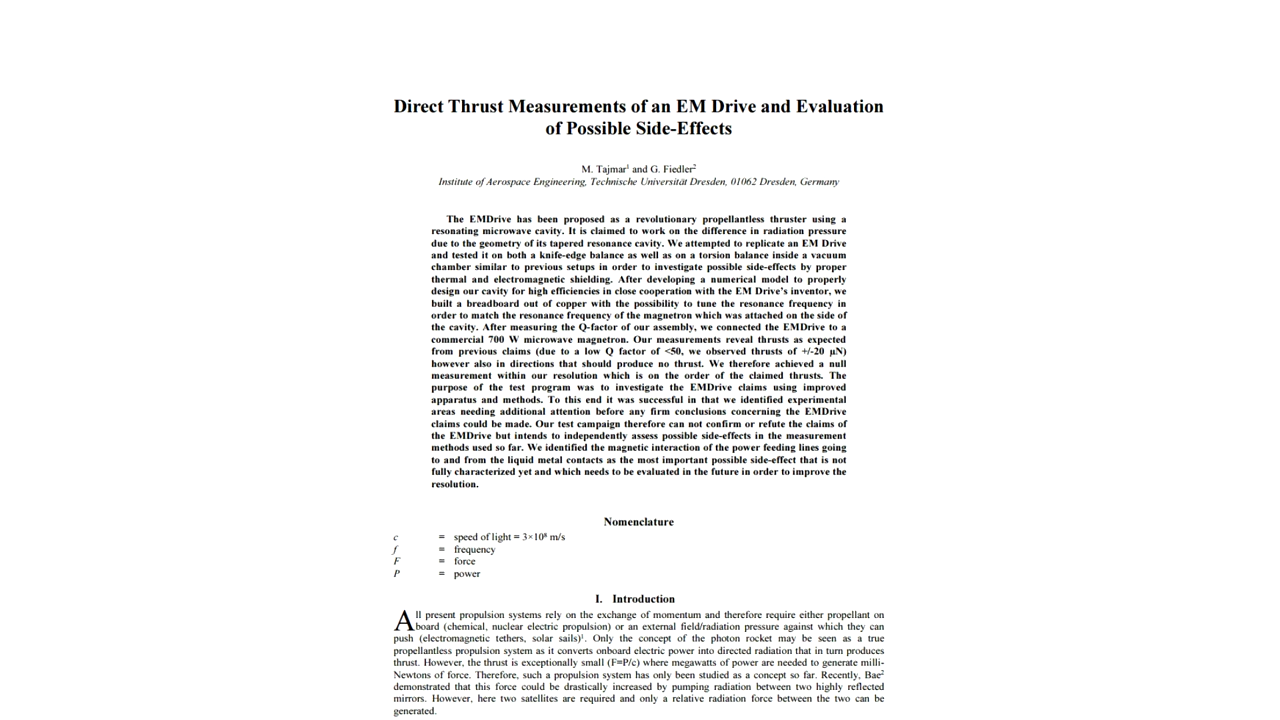 Direct Thrust Measurements of an EM Drive and Evaluation
of Possible Side-Effects
M. Tajmar¹ and G. Fiedler²
Institute of Aerospace Engineering, Technische Universität Dresden, 01062 Dresden, Germany
The EMDrive has been proposed as a revolutionary propellantless thruster using a
resonating microwave cavity. It is claimed to work on the difference in radiation pressure
due to the geometry of its tapered resonance cavity. We attempted to replicate an EM Drive
and tested it on both a knife-edge balance as well as on a torsion balance inside a vacuum
chamber similar to previous setups in order to investigate possible side-effects by proper
thermal and electromagnetic shielding. After developing a numerical model to properly
design our cavity for high efficiencies in close cooperation with the EM Drive's inventor, we
built a breadboard out of copper with the possibility to tune the resonance frequency in
order to match the resonance frequency of the magnetron which was attached on the side of
the cavity. After measuring the Q-factor of our assembly, we connected the EMDrive to a
commercial 700 W microwave magnetron. Our measurements reveal thrusts as expected
from previous claims (due to a low Q factor of <50, we observed thrusts of +/-20 µN)
however also in directions that should produce no thrust. We therefore achieved a null
measurement within our resolution which is on the order of the claimed thrusts. The
purpose of the test program was to investigate the EMDrive claims using improved
apparatus and methods. To this end it was successful in that we identified experimental
areas needing additional attention before any firm conclusions concerning the EMDrive
claims could be made. Our test campaign therefore can not confirm or refute the claims of
the EMDrive but intends to independently assess possible side-effects in the measurement
methods used so far. We identified the magnetic interaction of the power feeding lines going
to and from the liquid metal contacts as the most important possible side-effect that is not
fully characterized yet and which needs to be evaluated in the future in order to improve the
resolution.
Nomenclature
c = speed of light = 3×10⁸ m/s
f = frequency
F = force
P = power
I. Introduction
All present propulsion systems rely on the exchange of momentum and therefore require either propellant on
board (chemical, nuclear electric propulsion) or an external field/radiation pressure against which they can
push (electromagnetic tethers, solar sails)¹. Only the concept of the photon rocket may be seen as a true
propellantless propulsion system as it converts onboard electric power into directed radiation that in turn produces
thrust. However, the thrust is exceptionally small (F=P/c) where megawatts of power are needed to generate milli-
Newtons of force. Therefore, such a propulsion system has only been studied as a concept so far. Recently, Bae²
demonstrated that this force could be drastically increased by pumping radiation between two highly reflected
mirrors. However, here two satellites are required and only a relative radiation force between the two can be
generated.